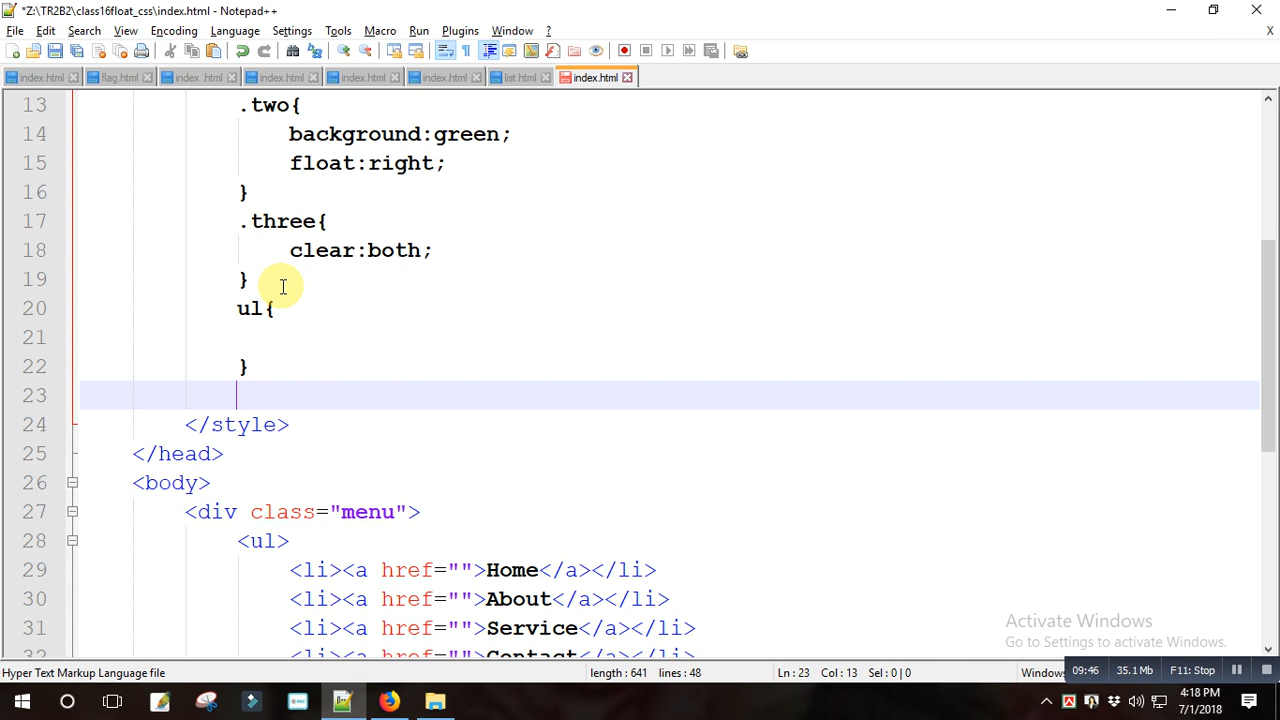 *Z:\TR2B2\class16float_css\index.html - Notepad++
File Edit Search View Encoding Language Settings Tools Macro Run Plugins Window ? X
index.html flag.html index .html index.html index.html index.html list.html index.html
13 .two{
14 background:green;
15 float:right;
16 }
17 .three{
18 clear:both;
19 }
20 ul{
21
22 }
23
24 </style>
25 </head>
26 <body>
27 <div class="menu">
28 <ul>
29 <li><a href="">Home</a></li>
30 <li><a href="">About</a></li>
31 <li><a href="">Service</a></li>
32 <li><a href="">Contact</a></li>
Activate Windows
Go to Settings to activate Windows.
Hyper Text Markup Language file length : 641 lines : 48 Ln : 23 Col : 13 Sel : 0 | 0 Window
09:46 35.1 Mb F11: Stop
4:18 PM
7/1/2018